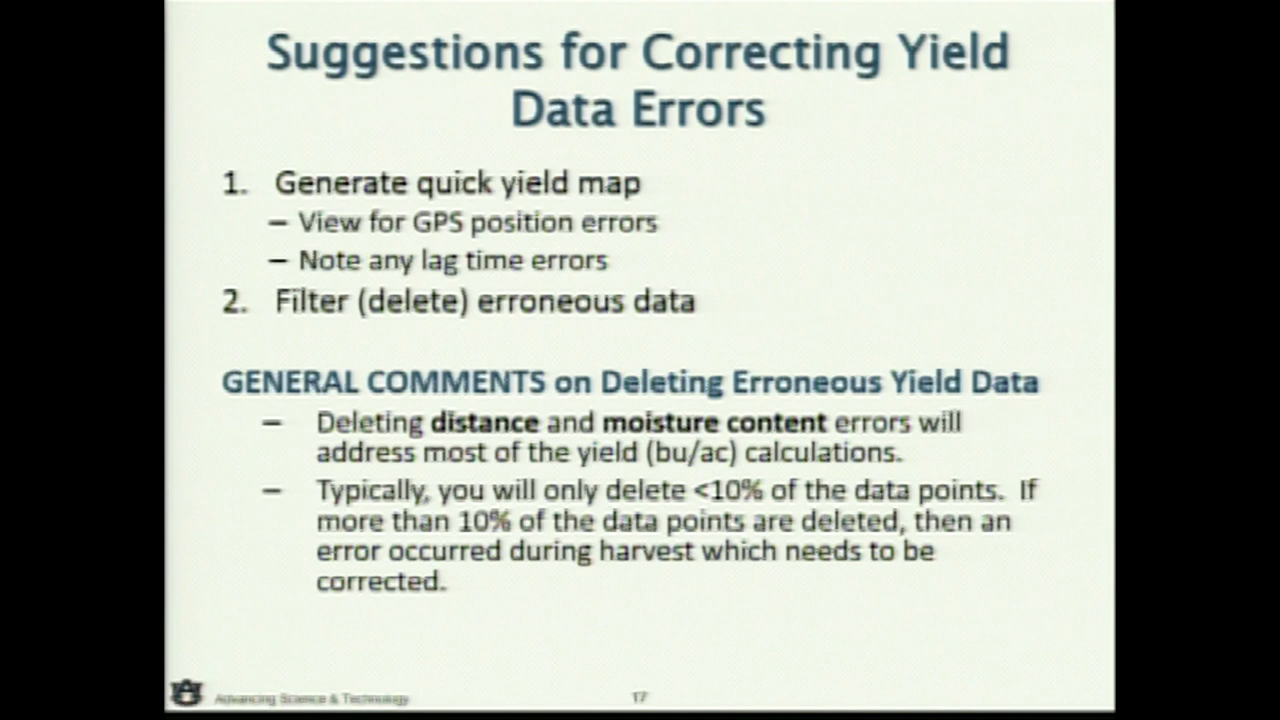 Suggestions for Correcting Yield
Data Errors
1. Generate quick yield map
– View for GPS position errors
– Note any lag time errors
2. Filter (delete) erroneous data
GENERAL COMMENTS on Deleting Erroneous Yield Data
– Deleting distance and moisture content errors will
address most of the yield (bu/ac) calculations.
– Typically, you will only delete <10% of the data points. If
more than 10% of the data points are deleted, then an
error occurred during harvest which needs to be
corrected.
Advancing Science & Technology
17